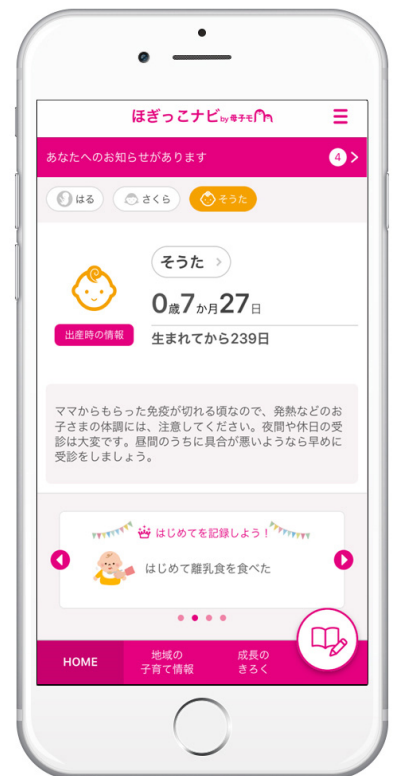 ほぎっこナビby母子モ
あなたへのお知らせがあります 4
はる さくら そうた
そうた
0歳7か月27日
出産時の情報
生まれてから239日
ママからもらった免疫が切れる頃なので、発熱などのお
子さまの体調には、注意してください。夜間や休日の受
診は大変です。昼間のうちに具合が悪いようなら早めに
受診をしましょう。
はじめてを記録しよう!
はじめて離乳食を食べた
HOME
地域の
子育て情報
成長の
きろく